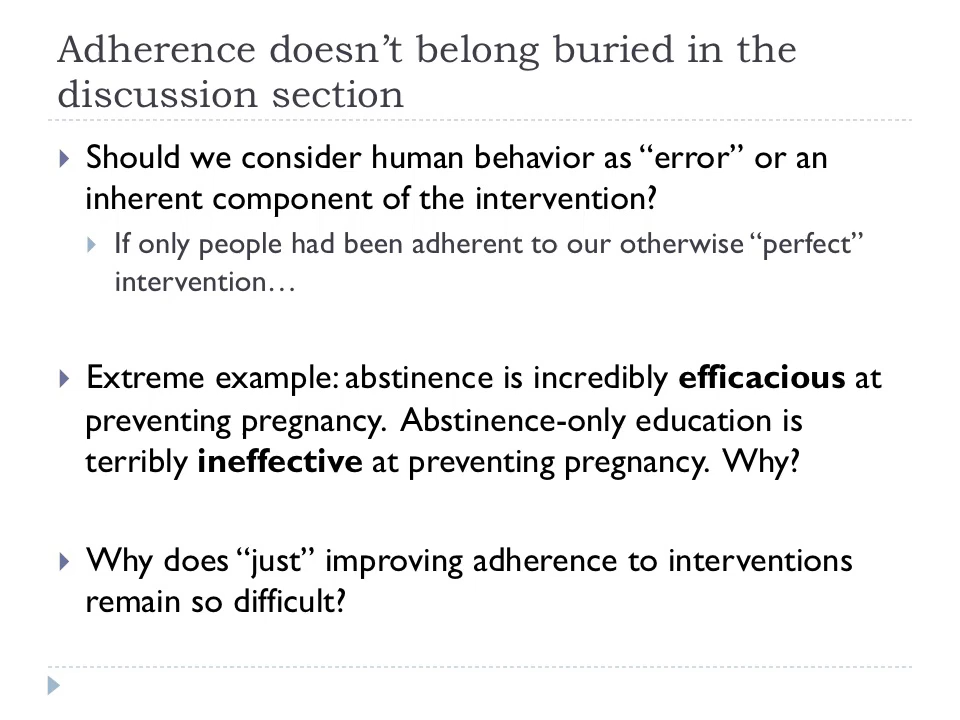 Adherence doesn’t belong buried in the
discussion section
Should we consider human behavior as “error” or an
inherent component of the intervention?
If only people had been adherent to our otherwise “perfect”
intervention…
Extreme example: abstinence is incredibly efficacious at
preventing pregnancy. Abstinence-only education is
terribly ineffective at preventing pregnancy. Why?
Why does “just” improving adherence to interventions
remain so difficult?